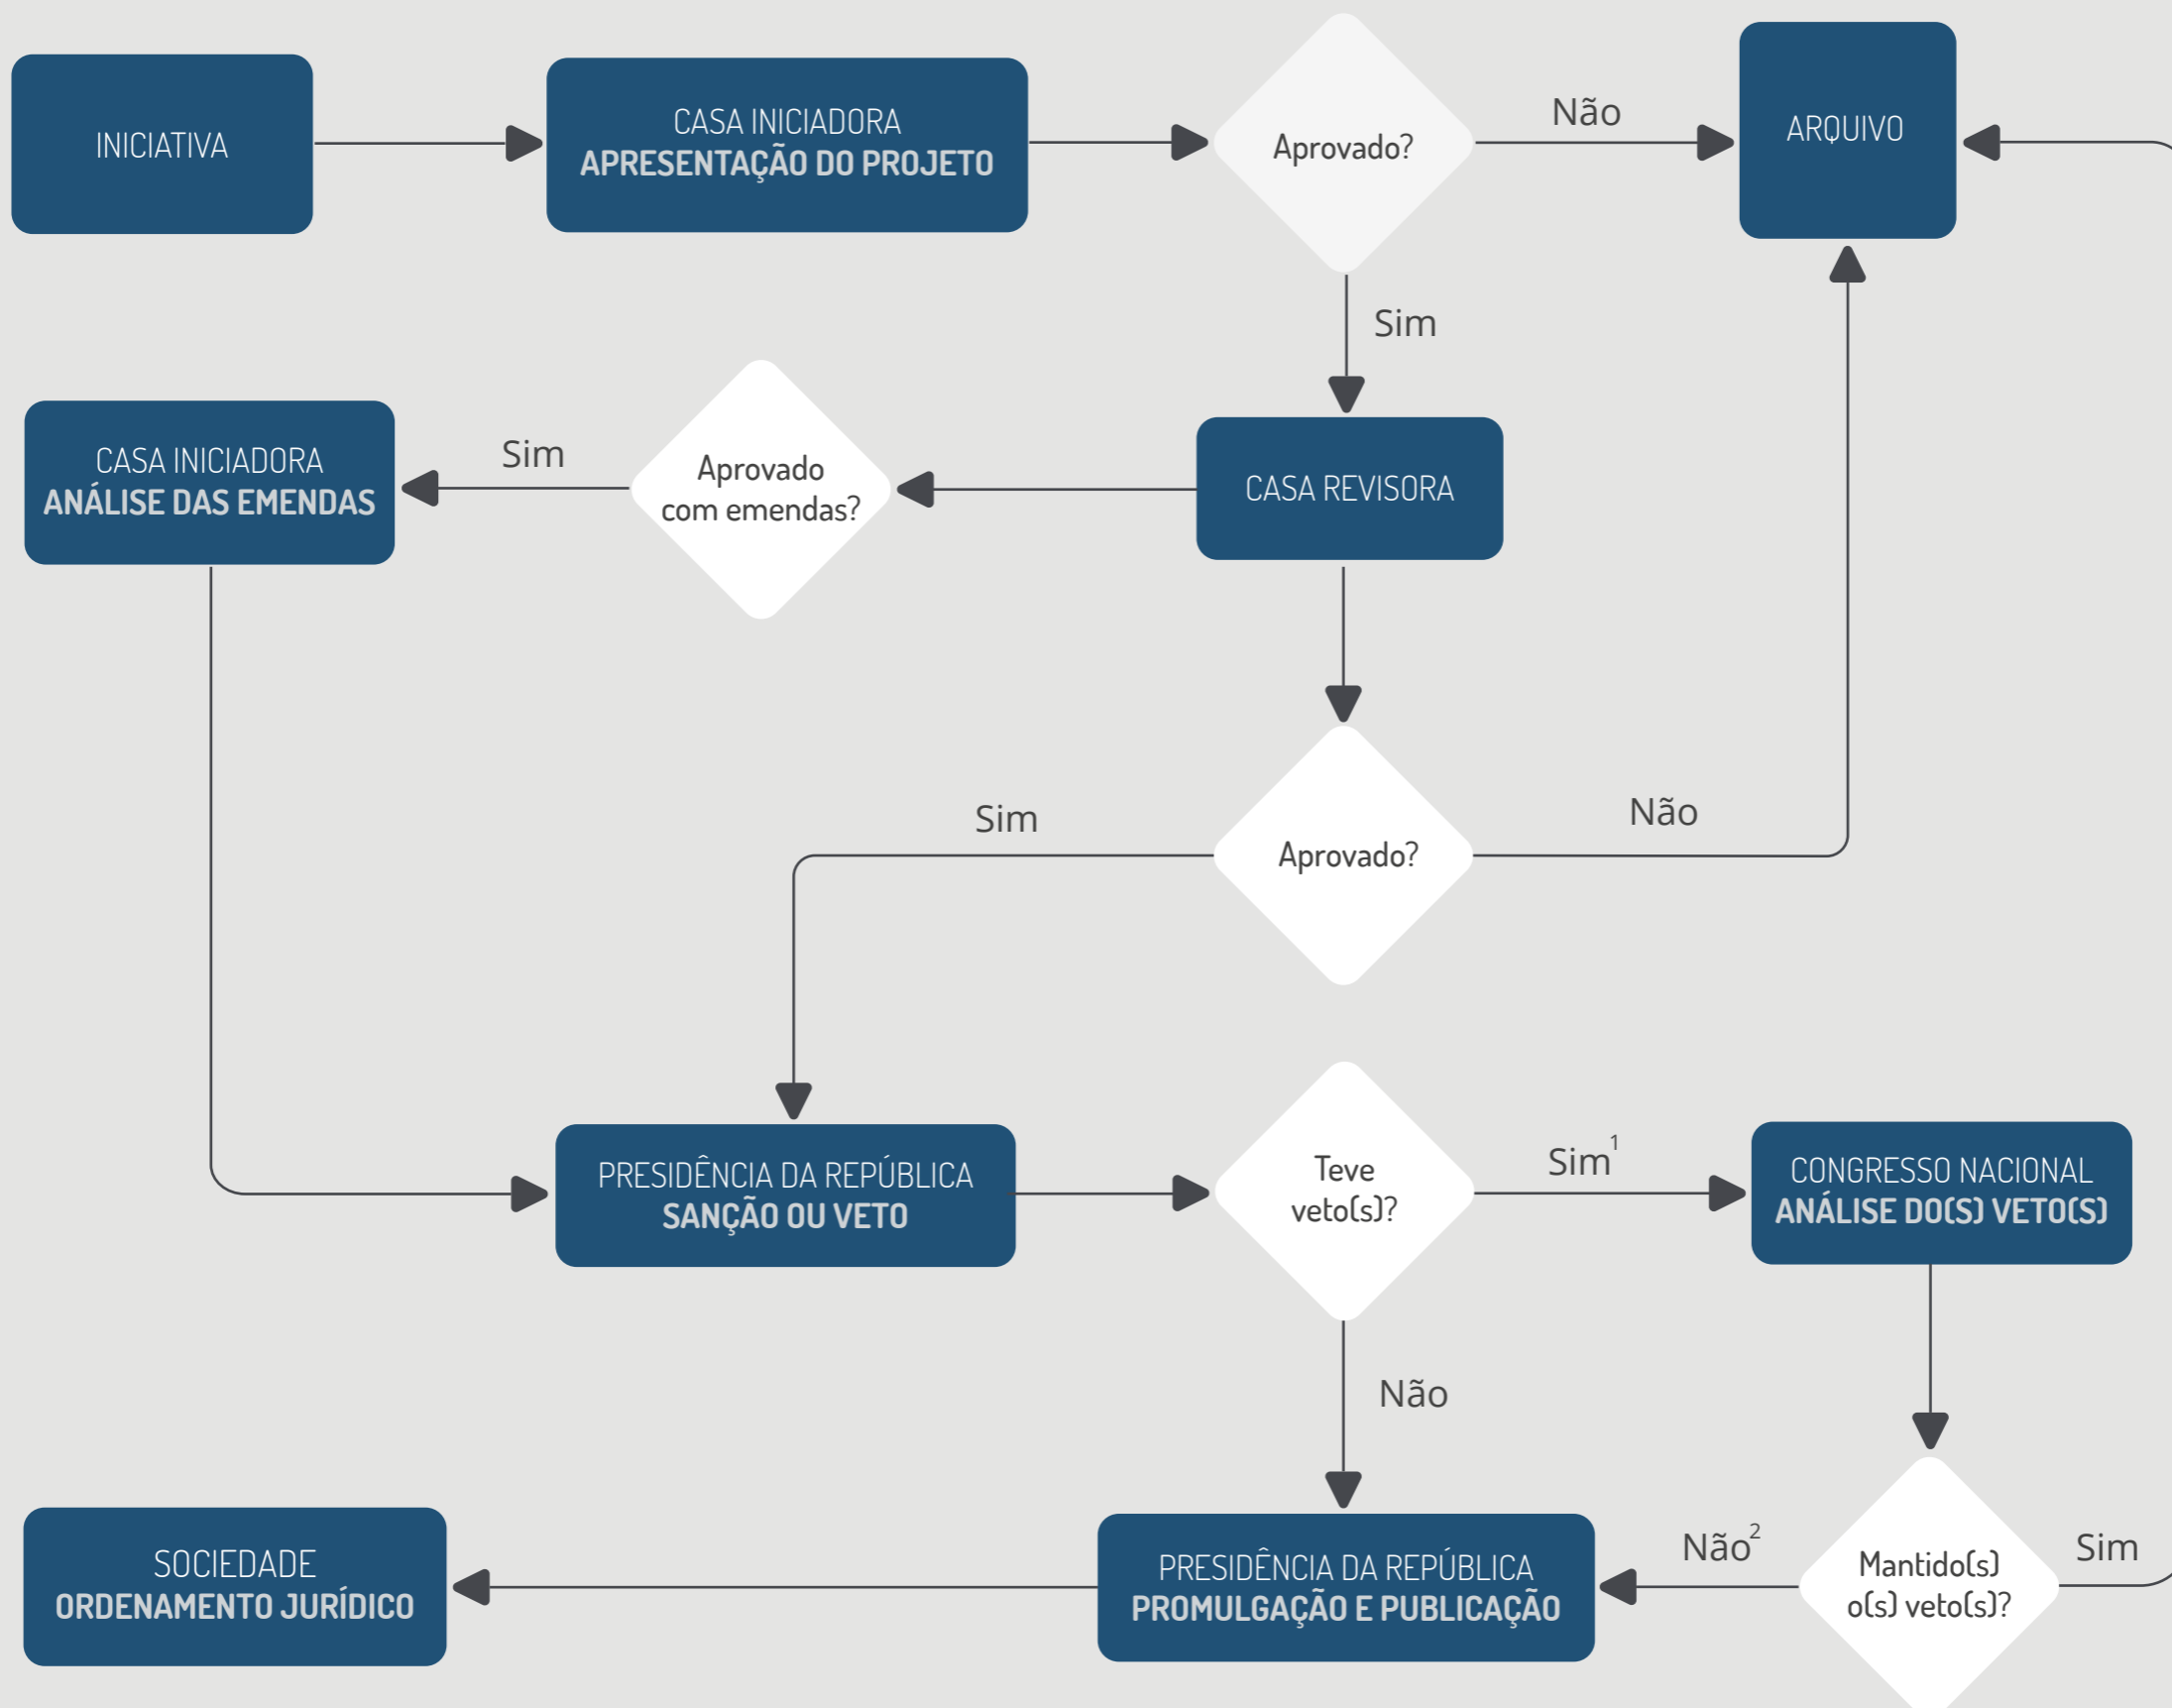 INICIATIVA
CASA INICIADORA
APRESENTAÇÃO DO PROJETO
Aprovado?
Não
ARQUIVO
Sim
CASA INICIADORA
ANÁLISE DAS EMENDAS
Sim
Aprovado
com emendas?
CASA REVISORA
Sim
Aprovado?
Não
PRESIDÊNCIA DA REPÚBLICA
SANÇÃO OU VETO
Teve
veto(s)?
Sim¹
CONGRESSO NACIONAL
ANÁLISE DO(S) VETO(S)
Não
SOCIEDADE
ORDENAMENTO JURÍDICO
PRESIDÊNCIA DA REPÚBLICA
PROMULGAÇÃO E PUBLICAÇÃO
Não²
Mantido(s)
o(s) veto(s)?
Sim